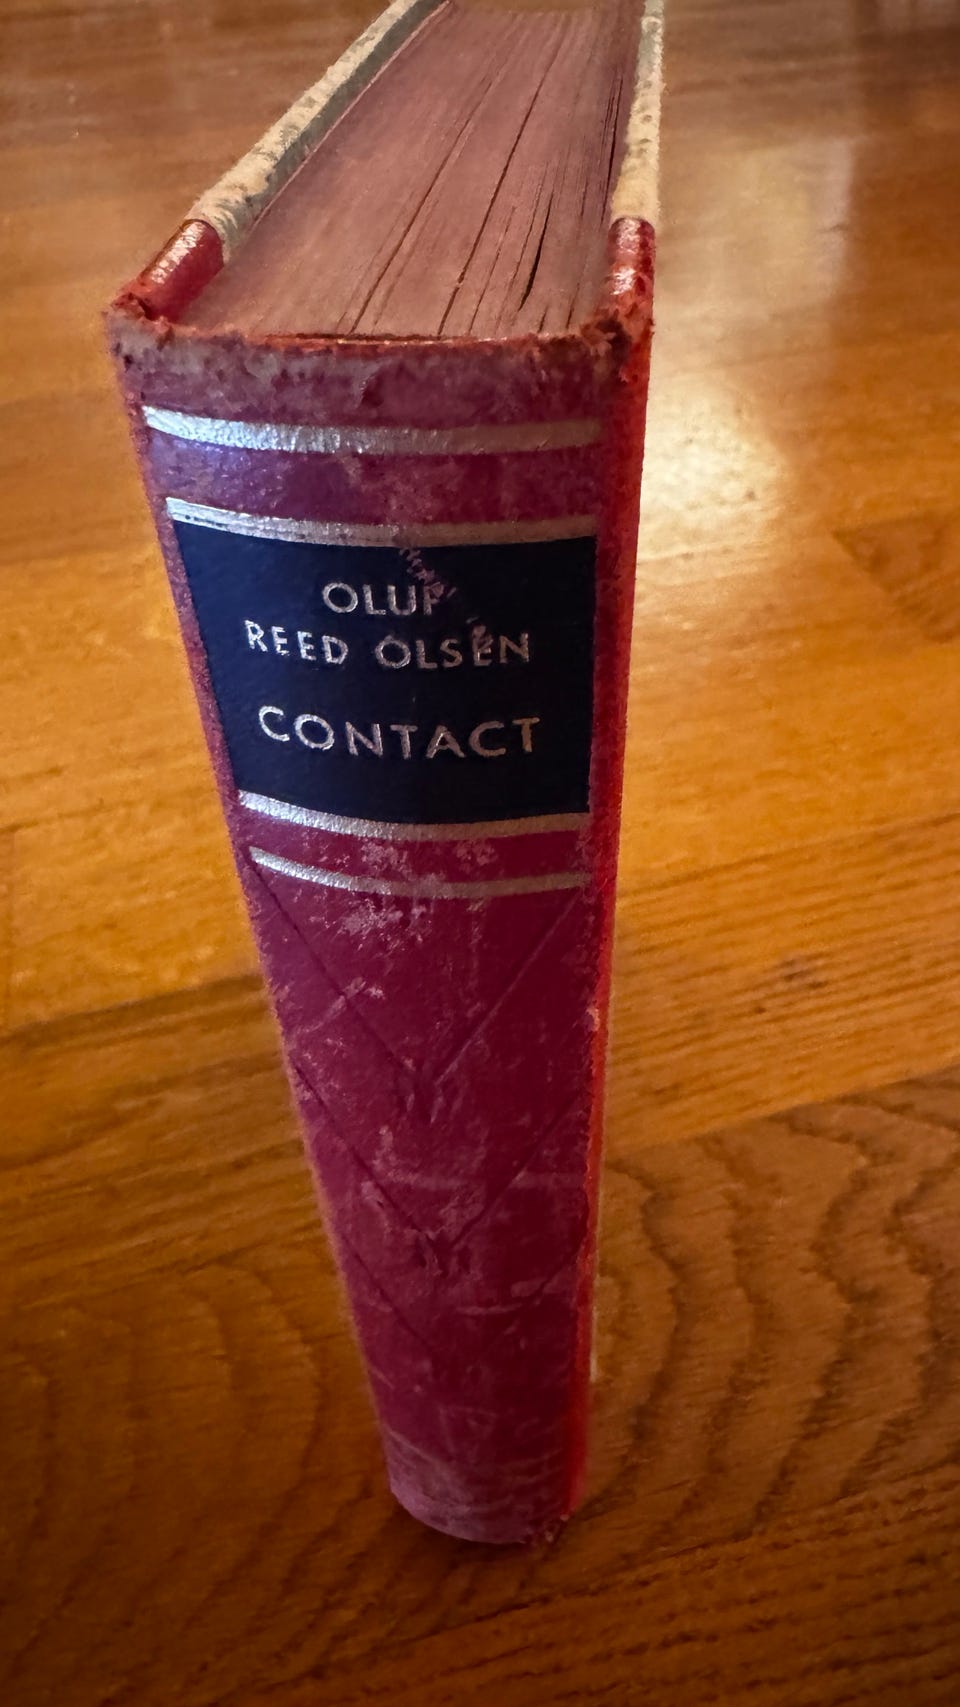 OLUF
REED OLSEN
CONTACT